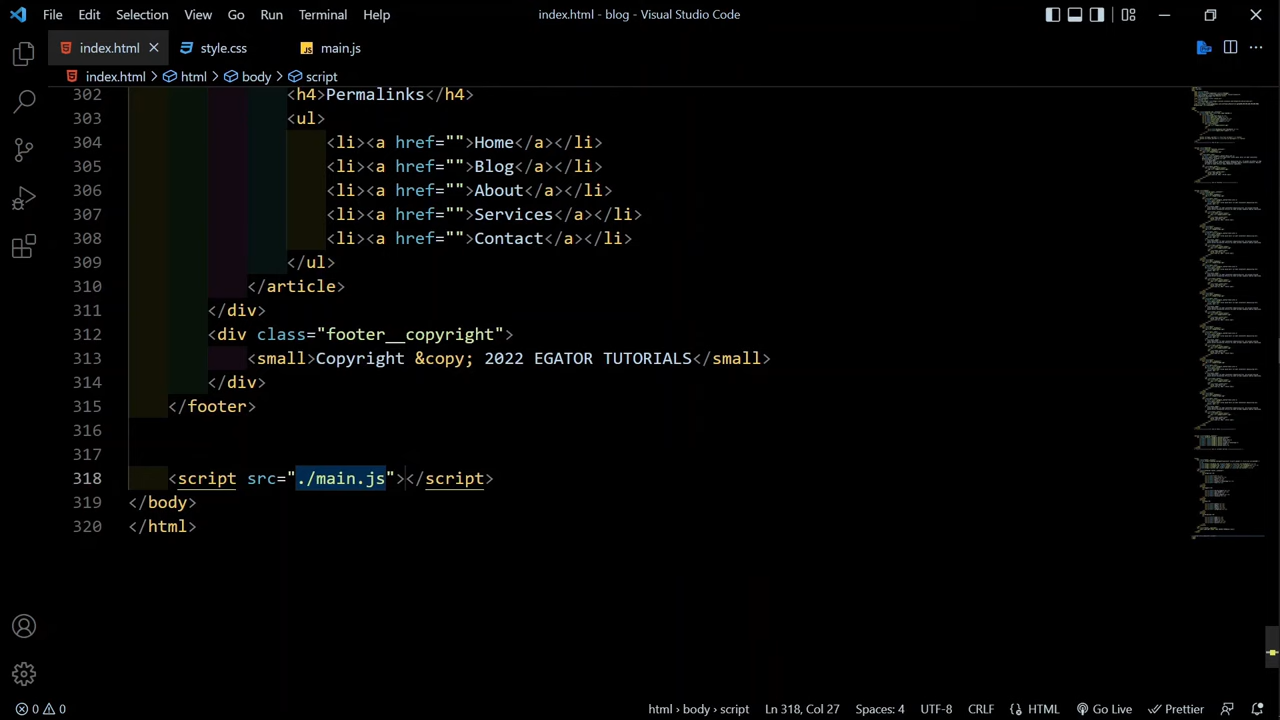 File Edit Selection View Go Run Terminal Help
index.html - blog - Visual Studio Code
index.html
style.css
JS main.js
index.html > html > body > script
302 <h4>Permalinks</h4>
303 <ul>
304 <li><a href="">Home</a></li>
305 <li><a href="">Blog</a></li>
306 <li><a href="">About</a></li>
307 <li><a href="">Services</a></li>
308 <li><a href="">Contact</a></li>
309 </ul>
310 </article>
311 </div>
312 <div class="footer__copyright">
313 <small>Copyright &copy; 2022 EGATOR TUTORIALS</small>
314 </div>
315 </footer>
316
317
318 <script src="./main.js"></script>
319 </body>
320 </html>
0 0
html › body › script
Ln 318, Col 27
Spaces: 4
UTF-8
CRLF
HTML
Go Live
Prettier